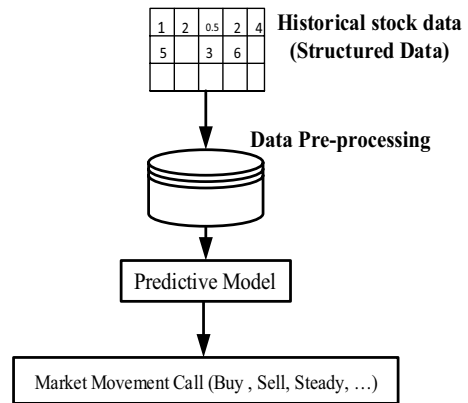 1 2 0.5 2 4
Historical stock data
5 3 6
(Structured Data)
Data Pre-processing
Predictive Model
Market Movement Call (Buy , Sell, Steady, …)